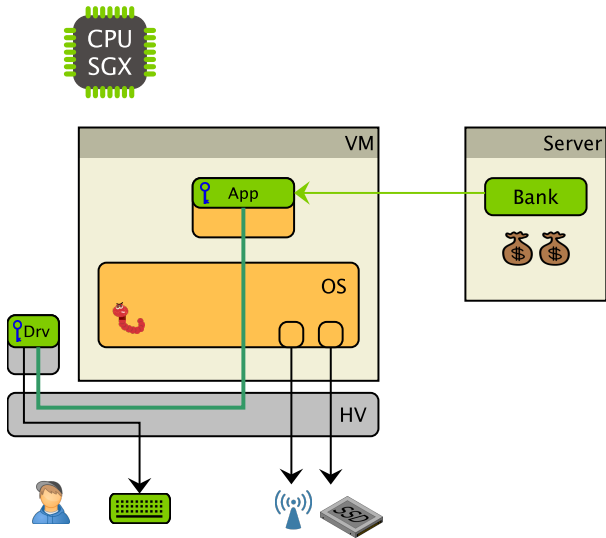 CPU
SGX
VM
Server
App
Bank
$ $
OS
Drv
HV
SSD